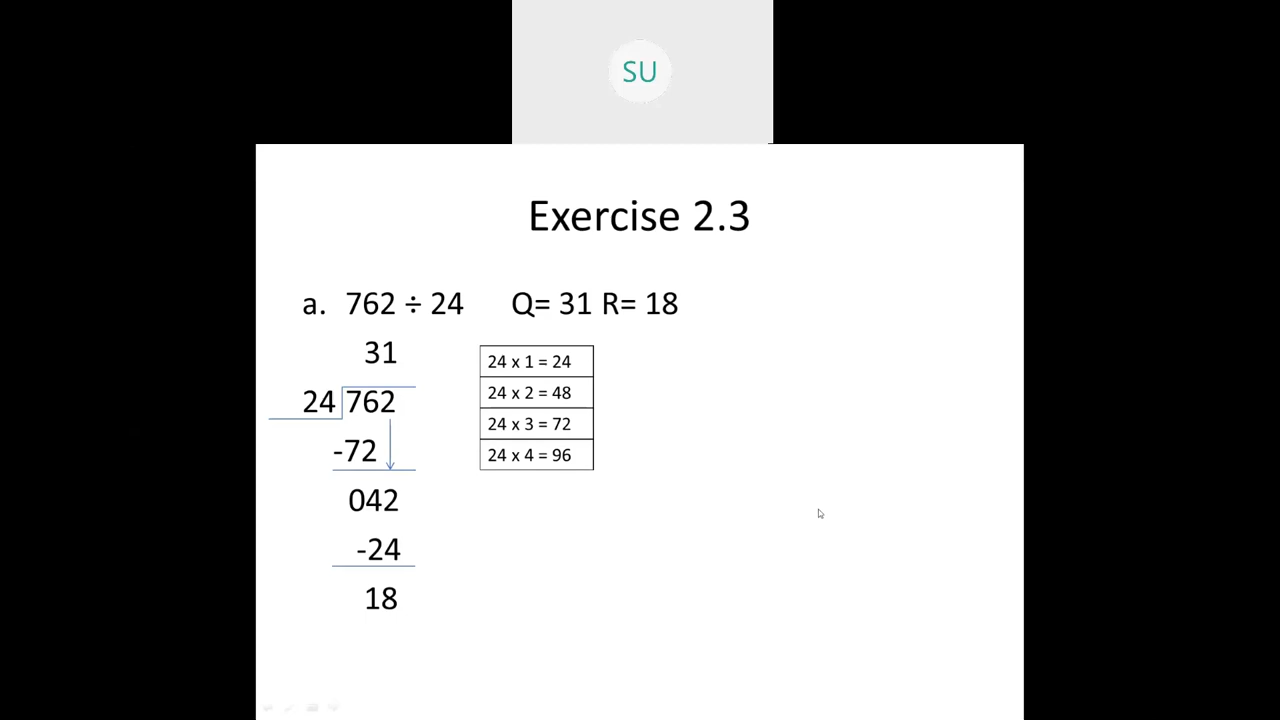 SU
Exercise 2.3
a. 762 ÷ 24 Q= 31 R= 18
31
24 762
-72
042
-24
18
24 x 1 = 24
24 x 2 = 48
24 x 3 = 72
24 x 4 = 96